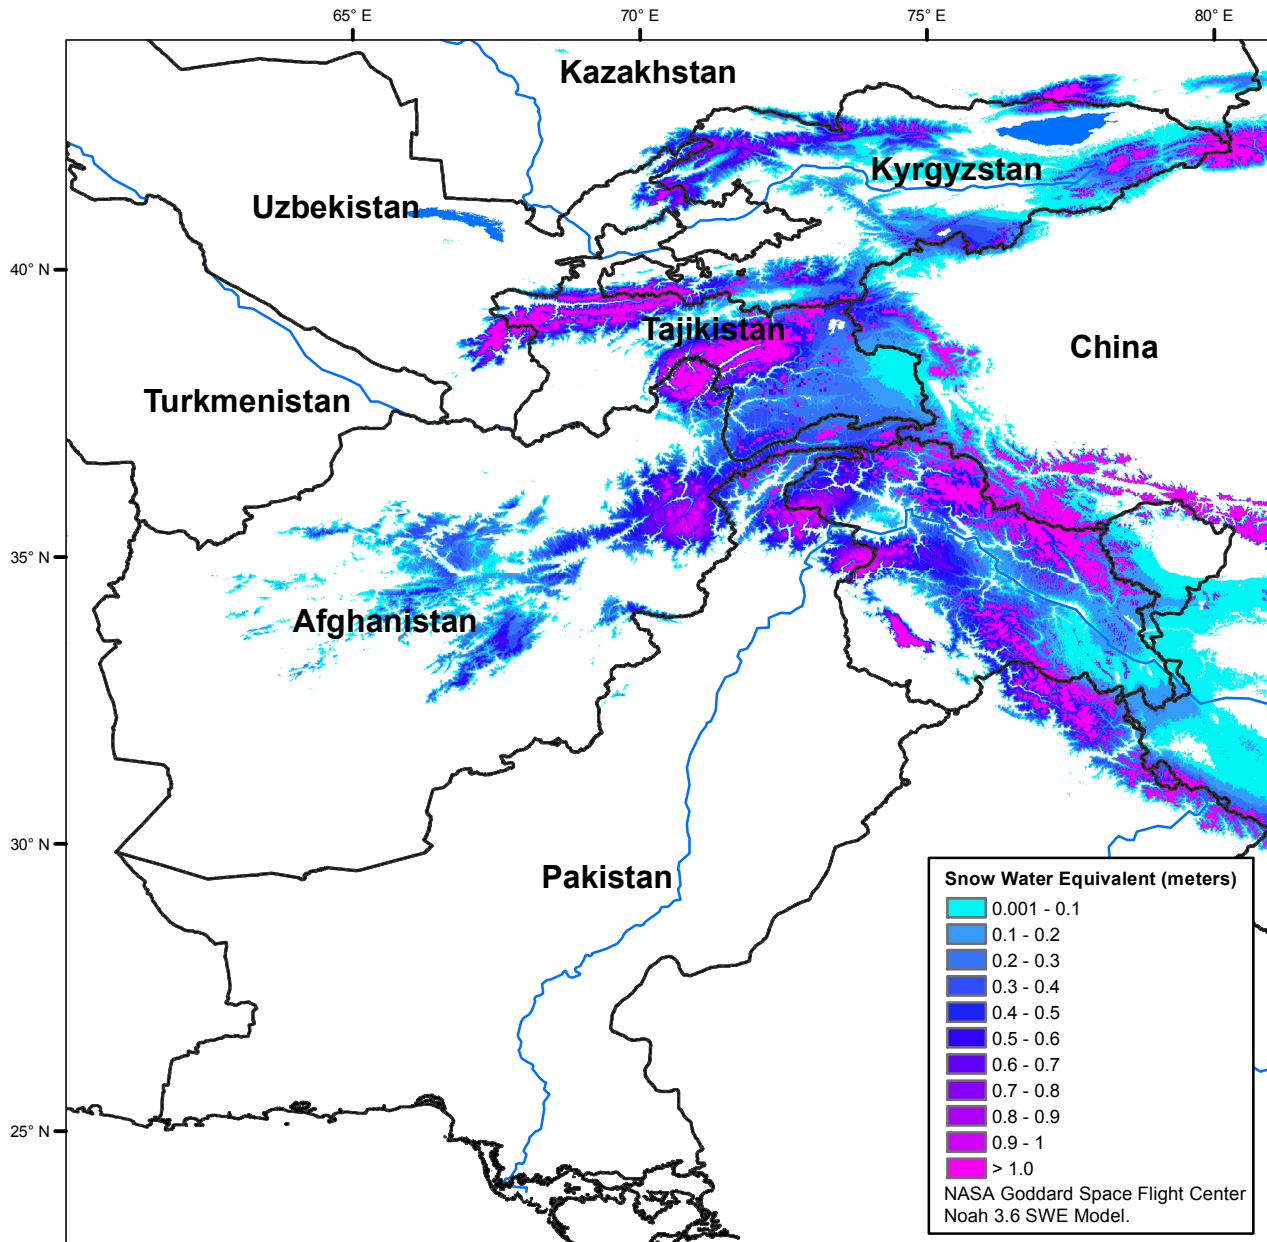 65° E
70° E
75° E
80° E
Kazakhstan
Kyrgyzstan
Uzbekistan
40° N
Tajikistan
China
Turkmenistan
35° N
Afghanistan
30° N
Pakistan
25° N
Snow Water Equivalent (meters)
0.001 - 0.1
0.1 - 0.2
0.2 - 0.3
0.3 - 0.4
0.4 - 0.5
0.5 - 0.6
0.6 - 0.7
0.7 - 0.8
0.8 - 0.9
0.9 - 1
> 1.0
NASA Goddard Space Flight Center
Noah 3.6 SWE Model.